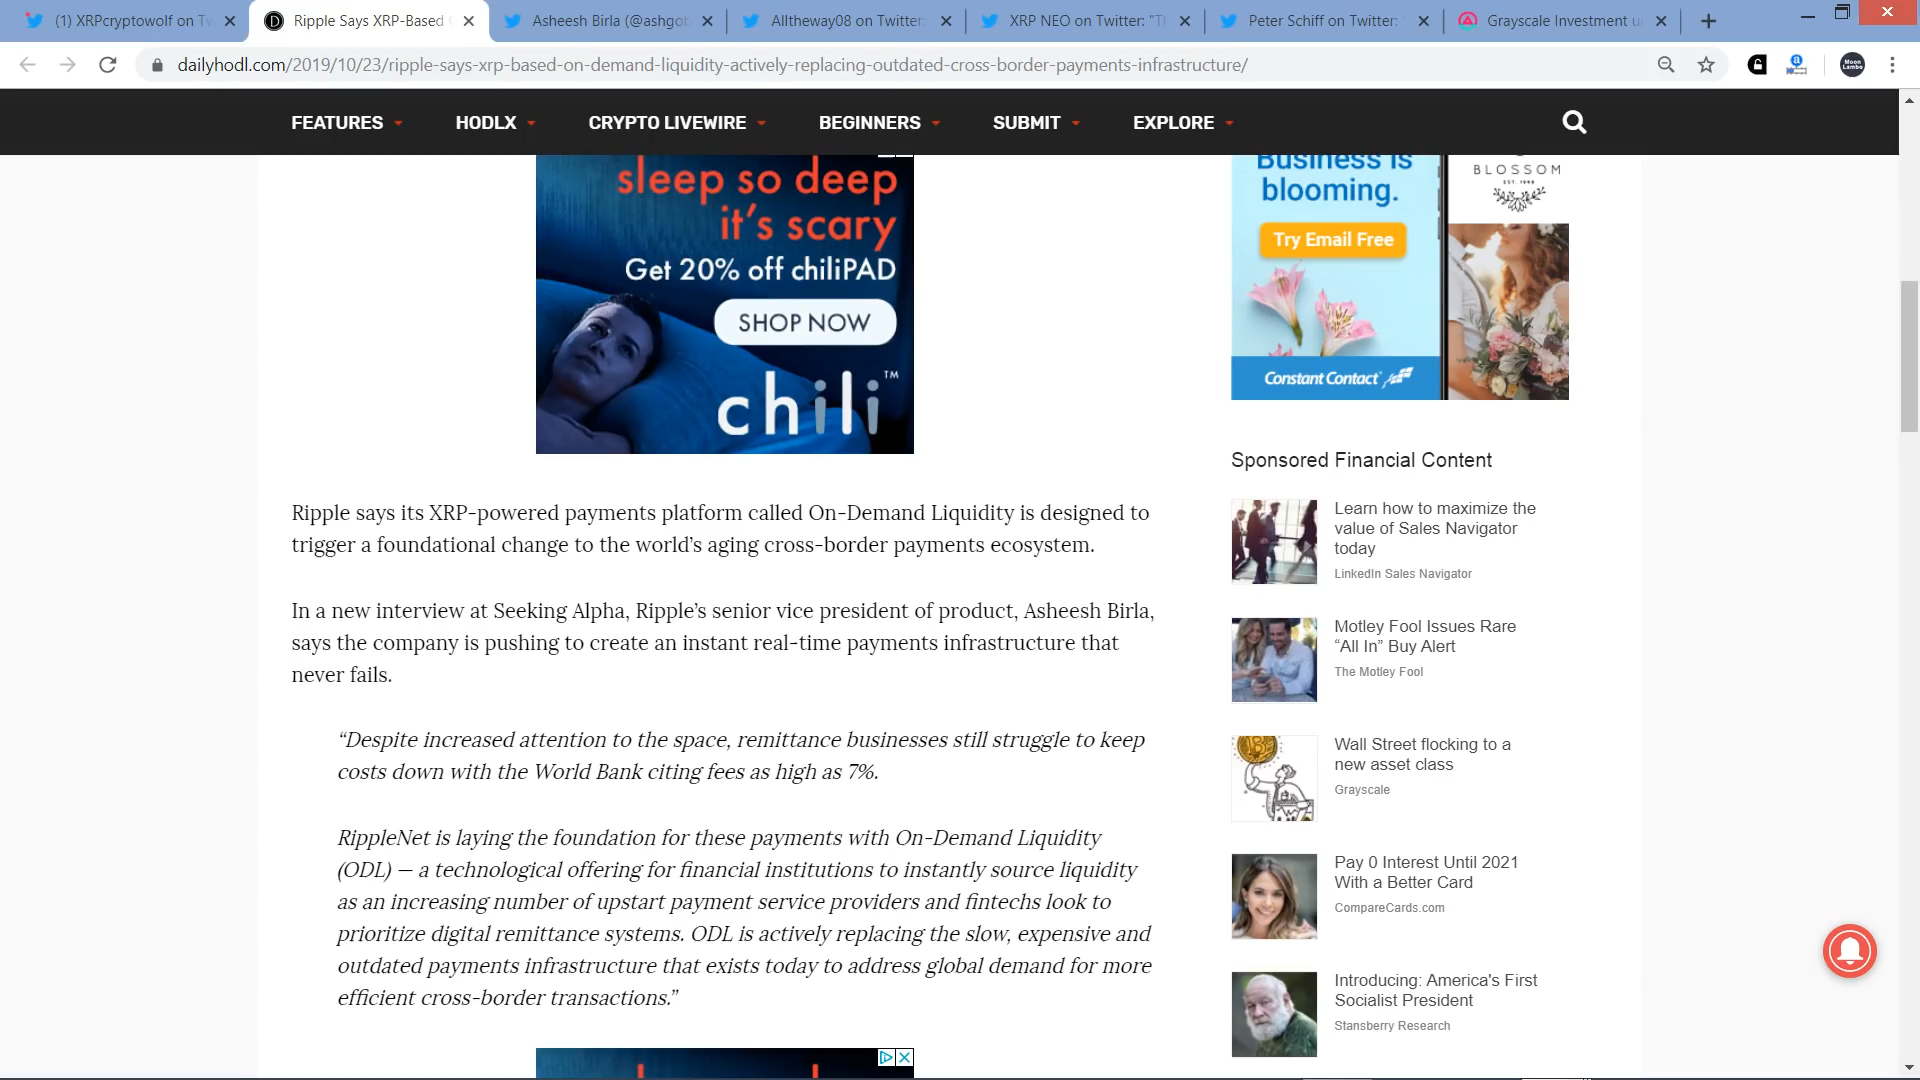 (1) XRPcryptowolf on Tw
Ripple Says XRP-Based
Asheesh Birla (@ashgob
Alltheway08 on Twitter:
XRP NEO on Twitter: "Th
Peter Schiff on Twitter: "
Grayscale Investment u
dailyhodl.com/2019/10/23/ripple-says-xrp-based-on-demand-liquidity-actively-replacing-outdated-cross-border-payments-infrastructure/
Moon
Lambo
FEATURES
HODLX
CRYPTO LIVEWIRE
BEGINNERS
SUBMIT
EXPLORE
sleep so deep
it's scary
Get 20% off chiliPAD
SHOP NOW
chili™
Business is
blooming.
Try Email Free
Constant Contact
BLOSSOM
EST. 1998
Ripple says its XRP-powered payments platform called On-Demand Liquidity is designed to
trigger a foundational change to the world's aging cross-border payments ecosystem.
In a new interview at Seeking Alpha, Ripple's senior vice president of product, Asheesh Birla,
says the company is pushing to create an instant real-time payments infrastructure that
never fails.
“Despite increased attention to the space, remittance businesses still struggle to keep
costs down with the World Bank citing fees as high as 7%.
RippleNet is laying the foundation for these payments with On-Demand Liquidity
(ODL) — a technological offering for financial institutions to instantly source liquidity
as an increasing number of upstart payment service providers and fintechs look to
prioritize digital remittance systems. ODL is actively replacing the slow, expensive and
outdated payments infrastructure that exists today to address global demand for more
efficient cross-border transactions.”
Sponsored Financial Content
Learn how to maximize the
value of Sales Navigator
today
LinkedIn Sales Navigator
Motley Fool Issues Rare
“All In” Buy Alert
The Motley Fool
Wall Street flocking to a
new asset class
Grayscale
Pay 0 Interest Until 2021
With a Better Card
CompareCards.com
Introducing: America's First
Socialist President
Stansberry Research